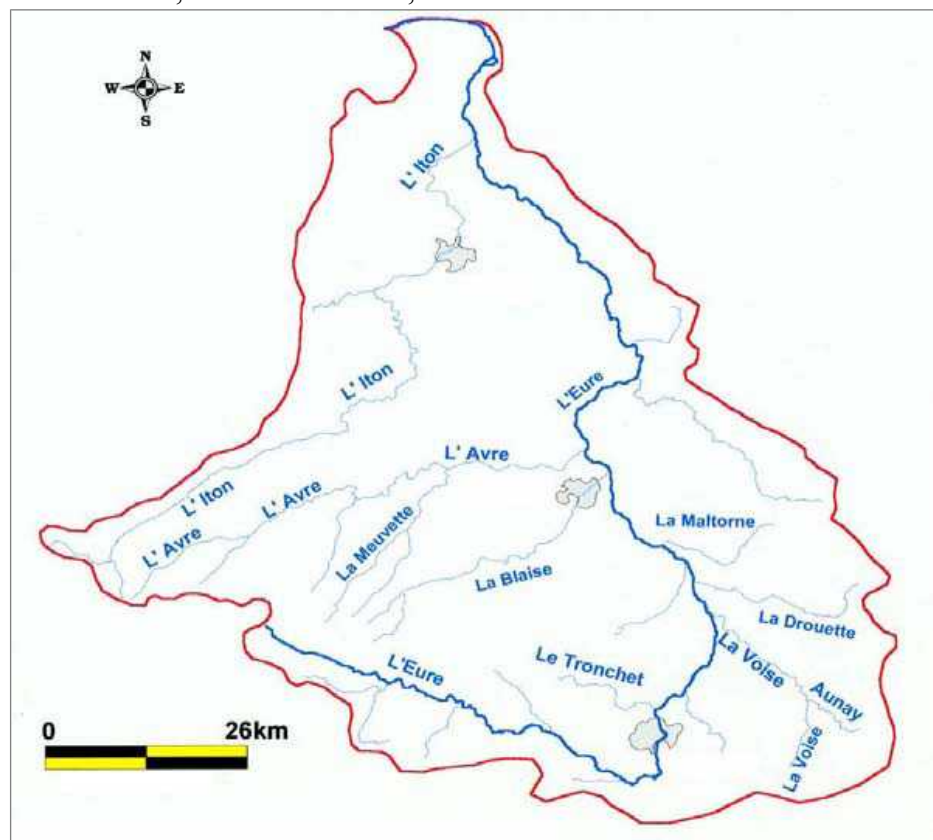 N
W E
S
L' Iton
L' Iton
L'Eure
L' Avre
L' Iton
L' Avre
L' Avre
La Meuvette
La Maltorne
La Blaise
La Drouette
L'Eure
Le Tronchet
La Voise
Aunay
La Voise
0 26km